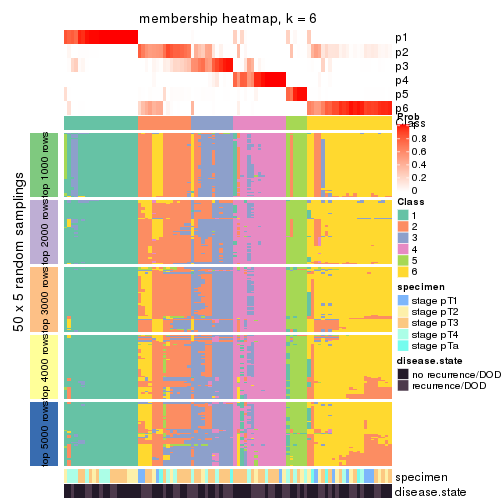 membership heatmap, k = 6
p1
p2
p3
p4
p5
p6
Class
Prob
1
0.8
0.6
0.4
0.2
0
Class
1
2
3
4
5
6
specimen
stage pT1
stage pT2
stage pT3
stage pT4
stage pTa
disease.state
no recurrence/DOD
recurrence/DOD
50 x 5 random samplings
top 1000 rows
top 2000 rows
top 3000 rows
top 4000 rows
top 5000 rows
specimen
disease.state